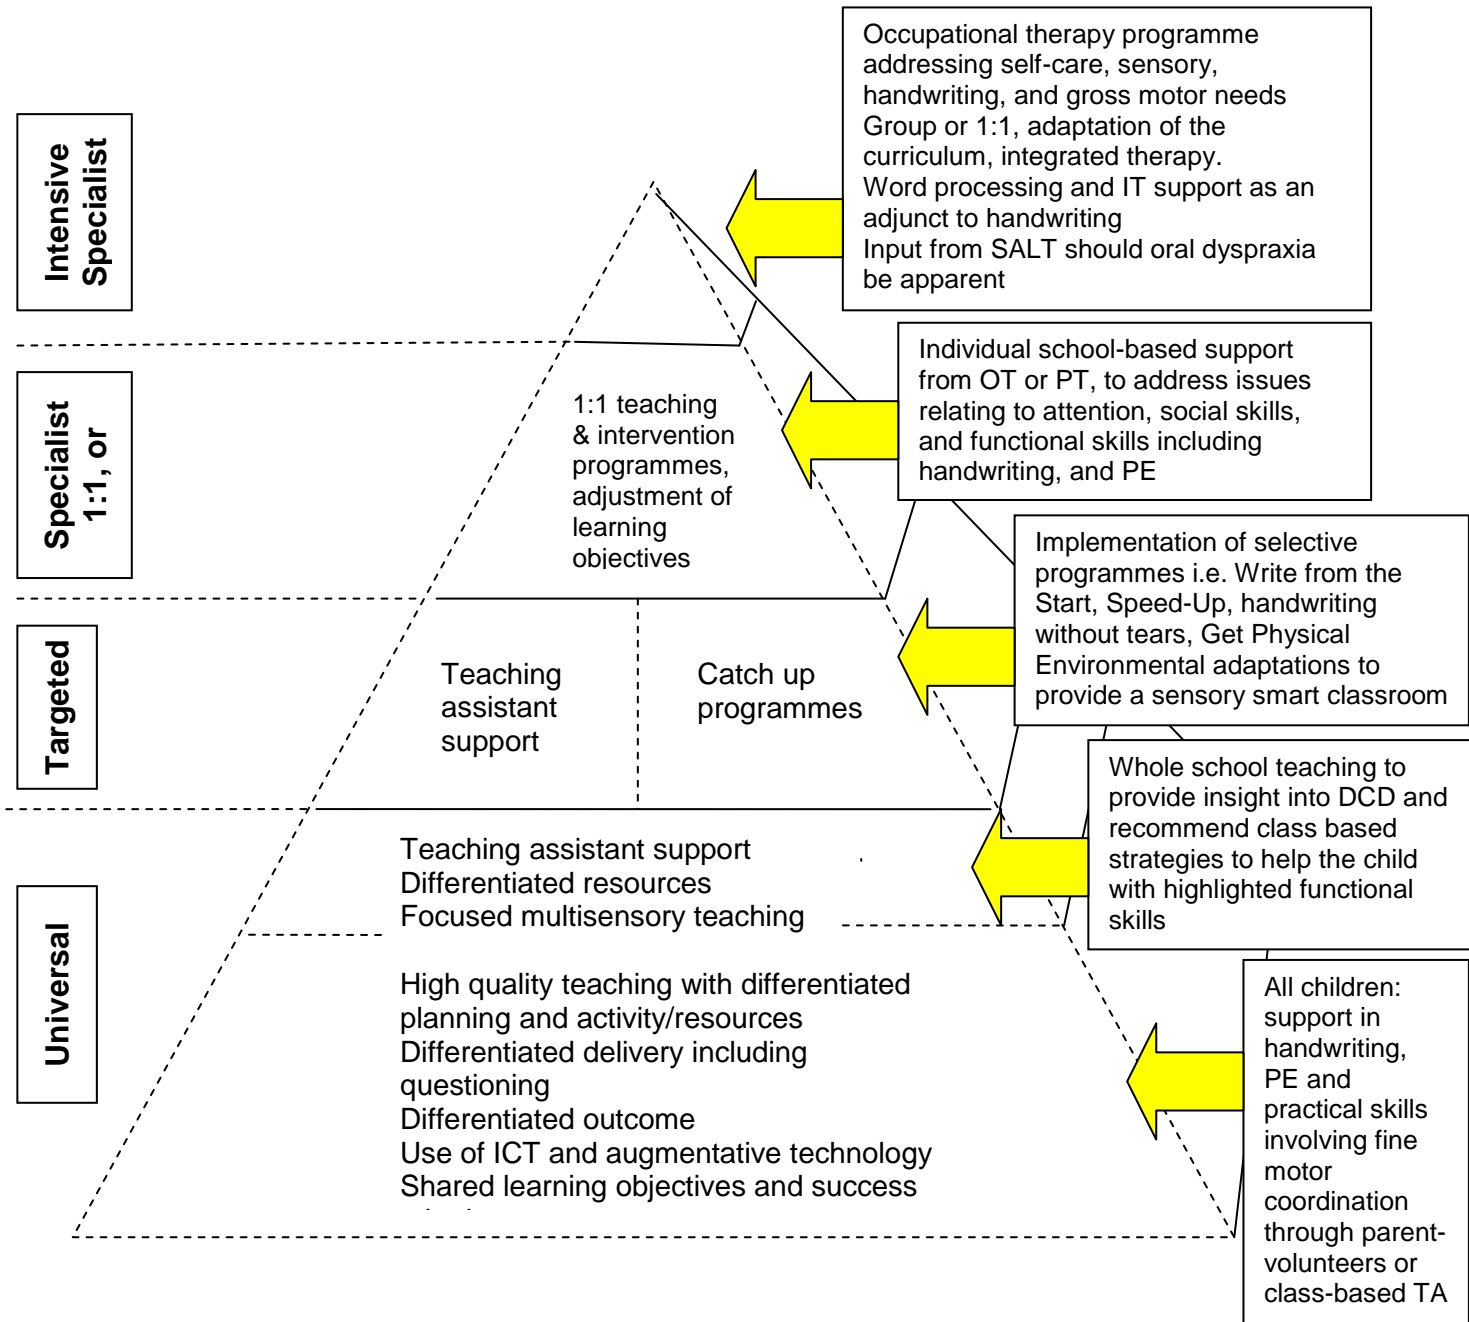 Occupational therapy programme
addressing self-care, sensory,
handwriting, and gross motor needs
Group or 1:1, adaptation of the
curriculum, integrated therapy.
Word processing and IT support as an
adjunct to handwriting
Input from SALT should oral dyspraxia
be apparent
Intensive
Specialist
Individual school-based support
from OT or PT, to address issues
relating to attention, social skills,
and functional skills including
handwriting, and PE
Specialist
1:1, or
1:1 teaching
& intervention
programmes,
adjustment of
learning
objectives
Implementation of selective
programmes i.e. Write from the
Start, Speed-Up, handwriting
without tears, Get Physical
Environmental adaptations to
provide a sensory smart classroom
Targeted
Teaching
assistant
support
Catch up
programmes
Whole school teaching to
provide insight into DCD and
recommend class based
strategies to help the child
with highlighted functional
skills
Universal
Teaching assistant support
Differentiated resources
Focused multisensory teaching
High quality teaching with differentiated
planning and activity/resources
Differentiated delivery including
questioning
Differentiated outcome
Use of ICT and augmentative technology
Shared learning objectives and success
All children:
support in
handwriting,
PE and
practical skills
involving fine
motor
coordination
through parent-
volunteers or
class-based TA